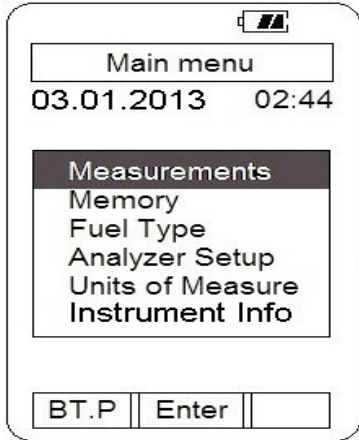 Main menu
03.01.2013 02:44
Measurements
Memory
Fuel Type
Analyzer Setup
Units of Measure
Instrument Info
BT.P Enter